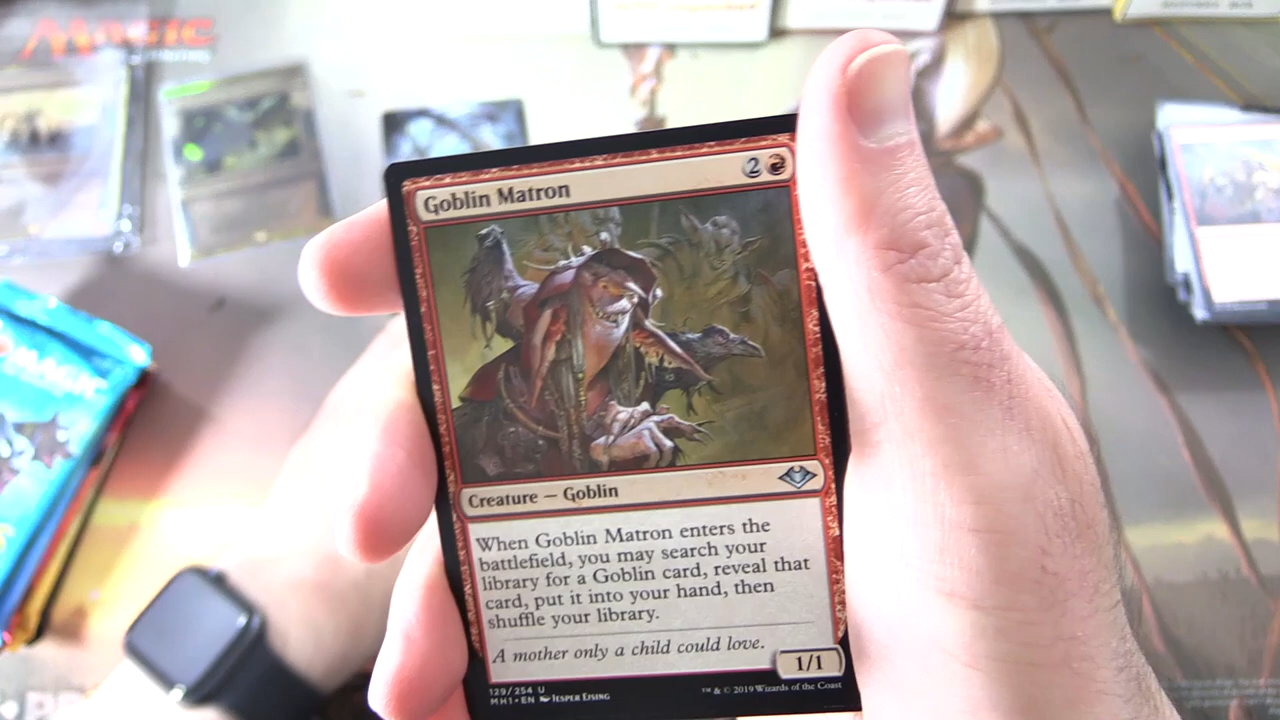 MAGIC
Goblin Matron
2
Creature — Goblin
When Goblin Matron enters the
battlefield, you may search your
library for a Goblin card, reveal that
card, put it into your hand, then
shuffle your library.
A mother only a child could love.
1/1
129/254 U
MH1 • EN JESPER EJSING
™ & © 2019 Wizards of the Coast
MAGIC